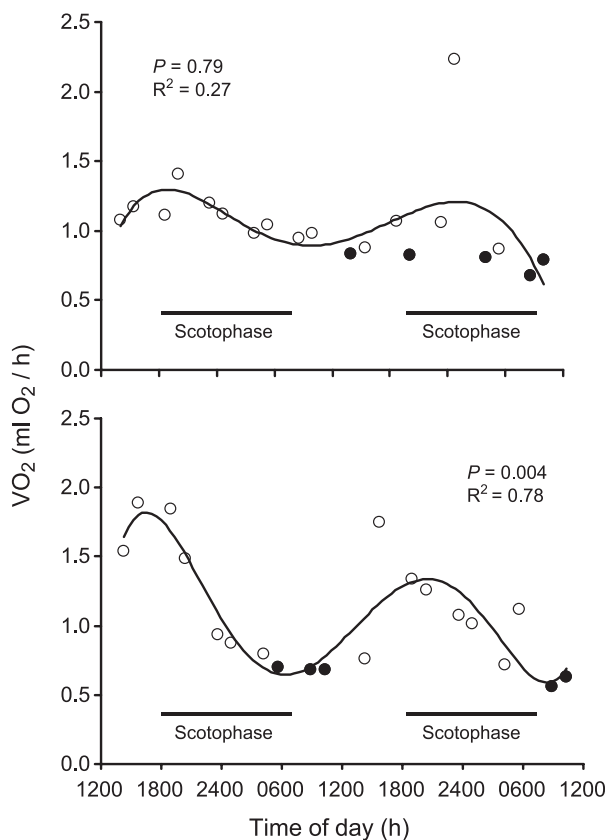 2.5
P = 0.79
R² = 0.27
2.0
1.5
1.0
0.5
Scotophase Scotophase
0.0
VO₂ (ml O₂ / h)
2.5
P = 0.004
R² = 0.78
2.0
1.5
1.0
0.5
Scotophase Scotophase
0.0
1200 1800 2400 0600 1200 1800 2400 0600 1200
Time of day (h)